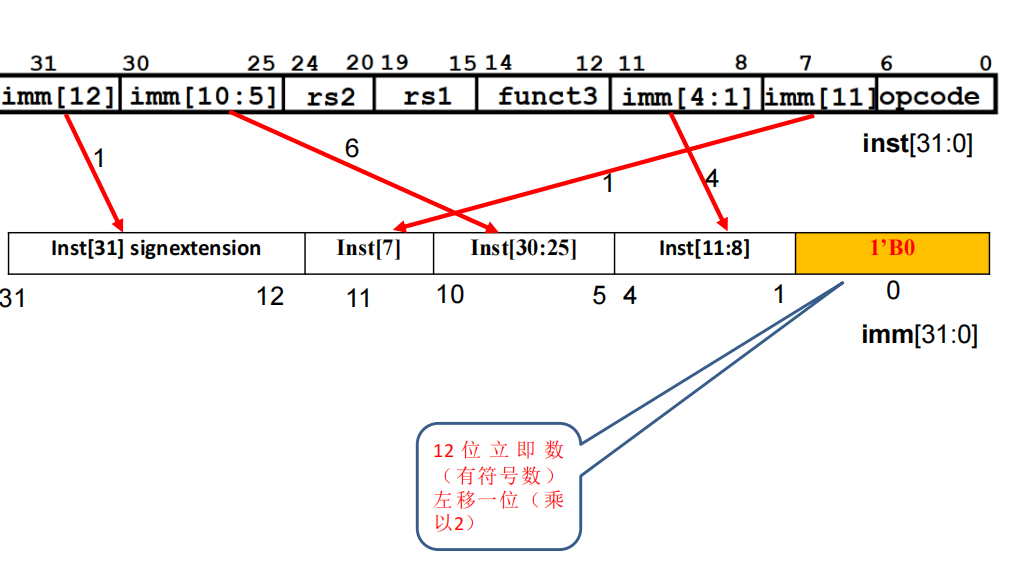 31 30 25 24 20 19 15 14 12 11 8 7 6 0
imm[12] imm[10:5] rs2 rs1 funct3 imm[4:1] imm[11] opcode
inst[31:0]
1 6 1 4
Inst[31] signextension Inst[7] Inst[30:25] Inst[11:8] 1’B0
31 12 11 10 5 4 1 0
imm[31:0]
12位立即数
（有符号数）
左移一位（乘
以2）